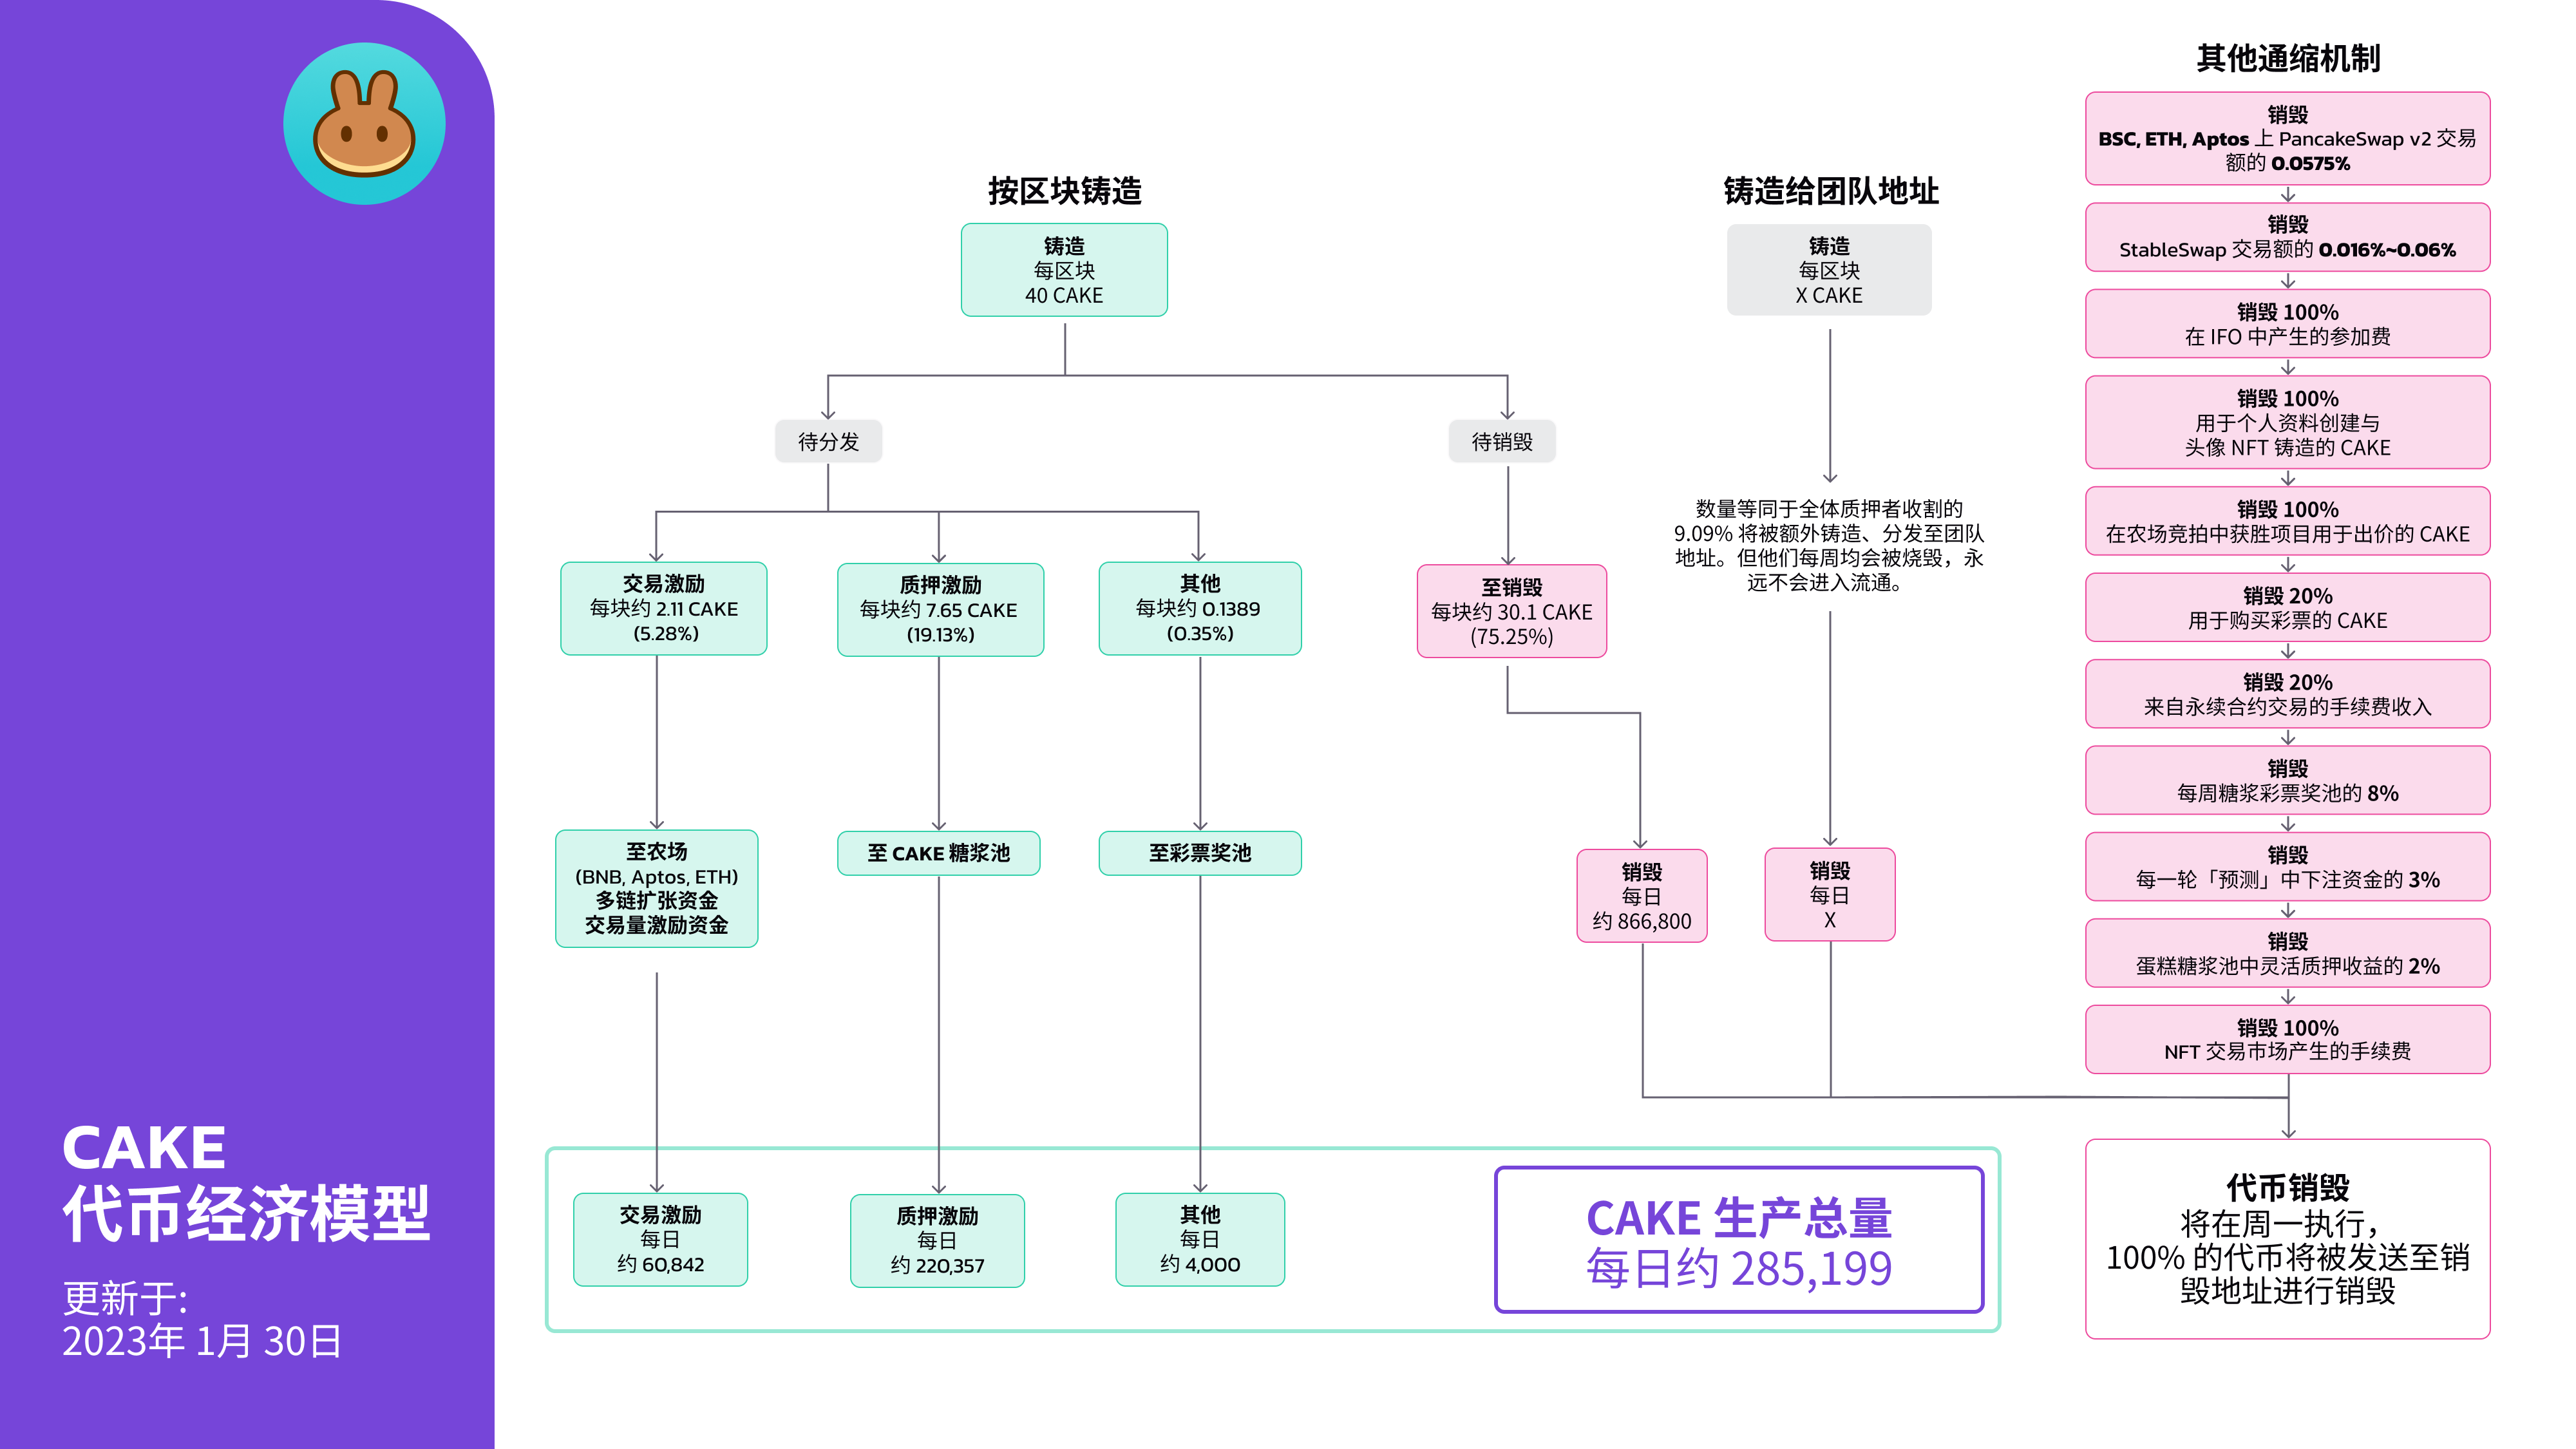 CAKE
代币经济模型
更新于:
2023年 1月 30日
按区块铸造
铸造
每区块
40 CAKE
待分发
待销毁
交易激励
每块约 2.11 CAKE
(5.28%)
质押激励
每块约 7.65 CAKE
(19.13%)
其他
每块约 0.1389
(0.35%)
至销毁
每块约 30.1 CAKE
(75.25%)
至农场
(BNB, Aptos, ETH)
多链扩张资金
交易量激励资金
至 CAKE 糖浆池
至彩票奖池
销毁
每日
约 866,800
交易激励
每日
约 60,842
质押激励
每日
约 220,357
其他
每日
约 4,000
CAKE 生产总量
每日约 285,199
铸造给团队地址
铸造
每区块
X CAKE
数量等同于全体质押者收割的
9.09% 将被额外铸造、分发至团队
地址。但他们每周均会被烧毁，永
远不会进入流通。
销毁
每日
X
其他通缩机制
销毁
BSC, ETH, Aptos 上 PancakeSwap v2 交易
额的 0.0575%
销毁
StableSwap 交易额的 0.016%~0.06%
销毁 100%
在 IFO 中产生的参加费
销毁 100%
用于个人资料创建与
头像 NFT 铸造的 CAKE
销毁 100%
在农场竞拍中获胜项目用于出价的 CAKE
销毁 20%
用于购买彩票的 CAKE
销毁 20%
来自永续合约交易的手续费收入
销毁
每周糖浆彩票奖池的 8%
销毁
每一轮「预测」中下注资金的 3%
销毁
蛋糕糖浆池中灵活质押收益的 2%
销毁 100%
NFT 交易市场产生的手续费
代币销毁
将在周一执行，
100% 的代币将被发送至销
毁地址进行销毁